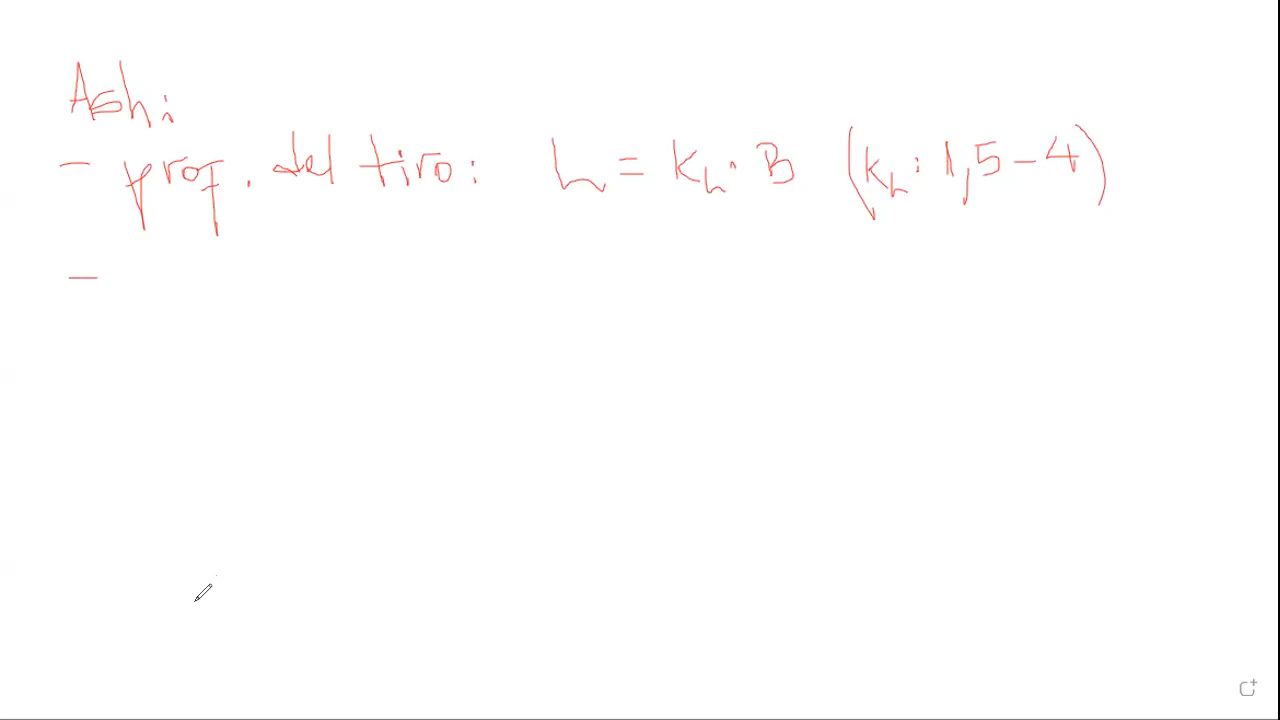 Ash:
- prof. del tiro: h = Kh · B (Kh : 1,5 - 4)
-